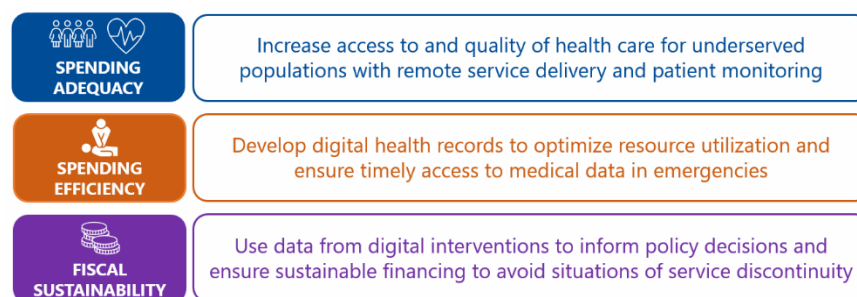 SPENDING
ADEQUACY
Increase access to and quality of health care for underserved
populations with remote service delivery and patient monitoring
SPENDING
EFFICIENCY
Develop digital health records to optimize resource utilization and
ensure timely access to medical data in emergencies
FISCAL
SUSTAINABILITY
Use data from digital interventions to inform policy decisions and
ensure sustainable financing to avoid situations of service discontinuity